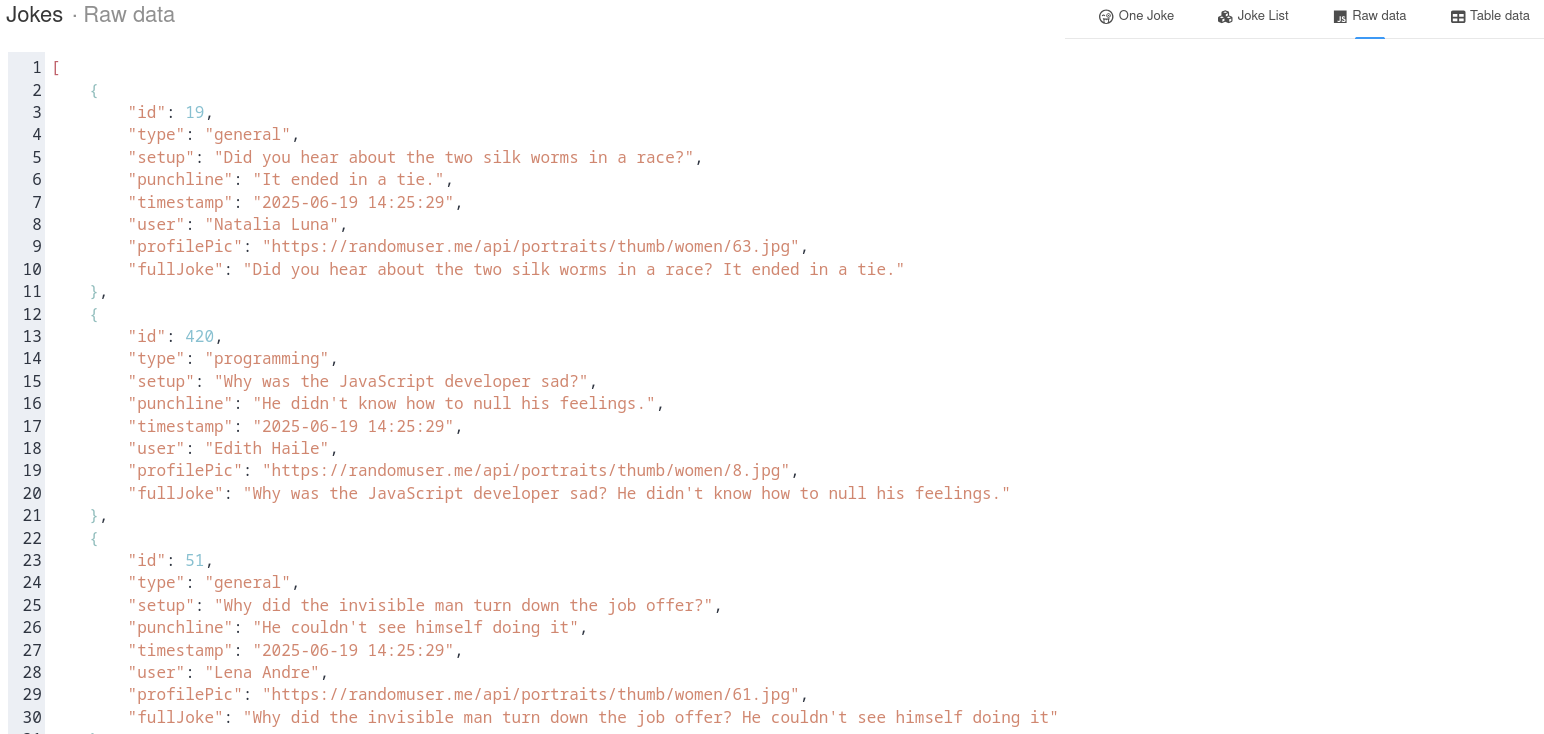 Jokes · Raw data
One Joke Joke List Raw data Table data
1 [
2     {
3         "id": 19,
4         "type": "general",
5         "setup": "Did you hear about the two silk worms in a race?",
6         "punchline": "It ended in a tie.",
7         "timestamp": "2025-06-19 14:25:29",
8         "user": "Natalia Luna",
9         "profilePic": "https://randomuser.me/api/portraits/thumb/women/63.jpg",
10         "fullJoke": "Did you hear about the two silk worms in a race? It ended in a tie."
11     },
12     {
13         "id": 420,
14         "type": "programming",
15         "setup": "Why was the JavaScript developer sad?",
16         "punchline": "He didn't know how to null his feelings.",
17         "timestamp": "2025-06-19 14:25:29",
18         "user": "Edith Haile",
19         "profilePic": "https://randomuser.me/api/portraits/thumb/women/8.jpg",
20         "fullJoke": "Why was the JavaScript developer sad? He didn't know how to null his feelings."
21     },
22     {
23         "id": 51,
24         "type": "general",
25         "setup": "Why did the invisible man turn down the job offer?",
26         "punchline": "He couldn't see himself doing it",
27         "timestamp": "2025-06-19 14:25:29",
28         "user": "Lena Andre",
29         "profilePic": "https://randomuser.me/api/portraits/thumb/women/61.jpg",
30         "fullJoke": "Why did the invisible man turn down the job offer? He couldn't see himself doing it"